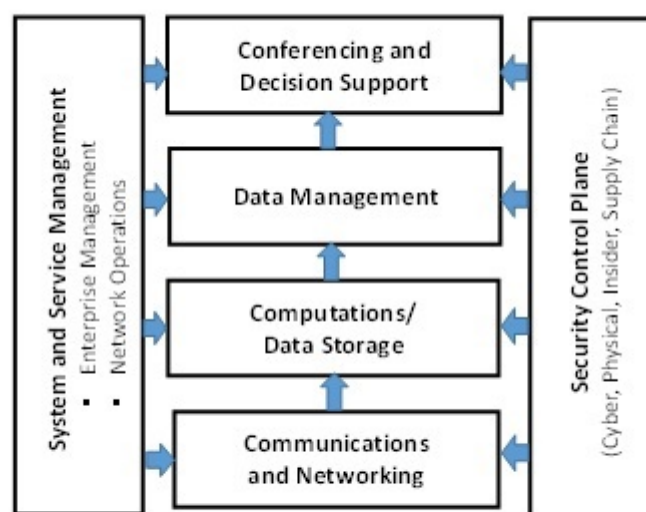 System and Service Management
▪ Enterprise Management
▪ Network Operations
Conferencing and
Decision Support
Data Management
Computations/
Data Storage
Communications
and Networking
Security Control Plane
(Cyber, Physical, Insider, Supply Chain)